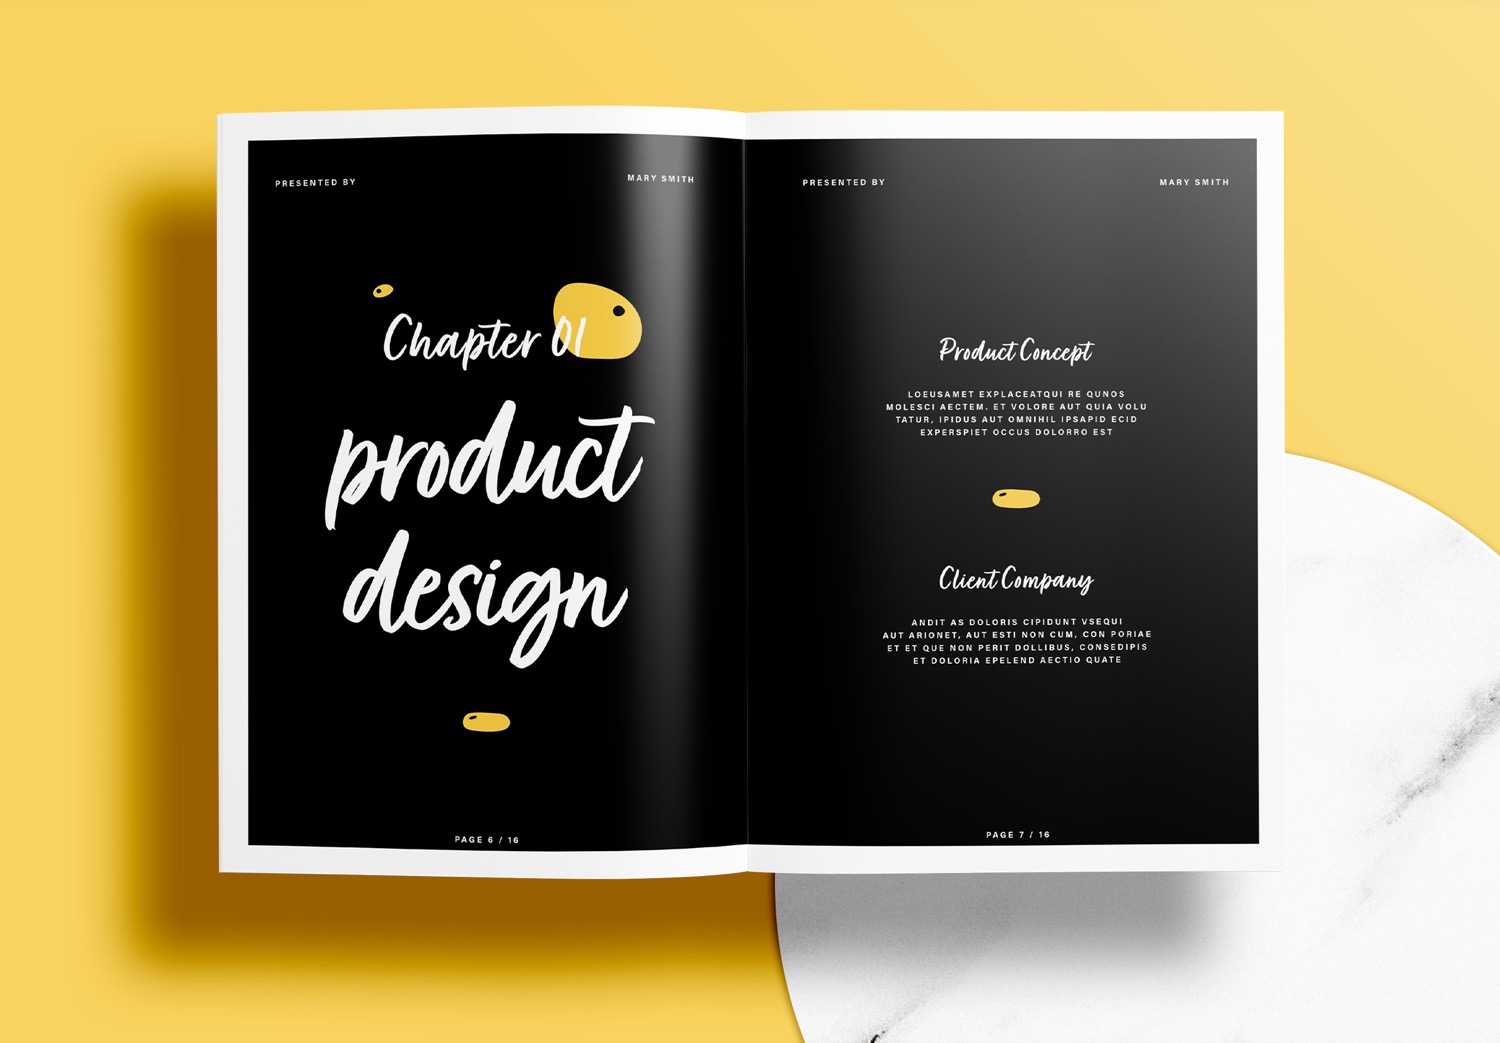 PRESENTED BY
MARY SMITH
Chapter 01
product
design
PAGE 6 / 16
PRESENTED BY
MARY SMITH
Product Concept
LOEUSAMET EXPLACEATQUI RE QUNOS
MOLESCI AECTEM. ET VOLORE AUT QUIA VOLU
TATUR, IPIDUS AUT OMNIHIL IPSAPID ECID
EXPERSPIET OCCUS DOLORRO EST
Client Company
ANDIT AS DOLORIS CIPIDUNT VSEQUI
AUT ARIONET, AUT ESTI NON CUM, CON PORIAE
ET ET QUE NON PERIT DOLLIBUS, CONSEDIPIS
ET DOLORIA EPELEND AECTIO QUATE
PAGE 7 / 16